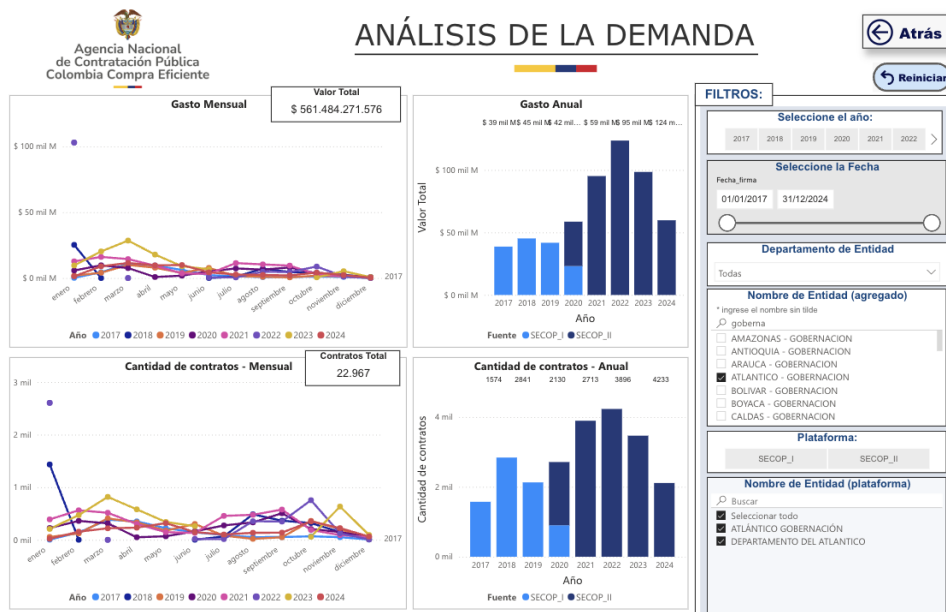 Agencia Nacional
de Contratación Pública
Colombia Compra Eficiente
ANÁLISIS DE LA DEMANDA
Atrás
Reiniciar
Gasto Mensual
Valor Total
$ 561.484.271.576
$ 100 mil M
$ 50 mil M
$ 0 mil M
2017
enero febrero marzo abril mayo junio julio agosto septiembre octubre noviembre diciembre
Año 2017 2018 2019 2020 2021 2022 2023 2024
Gasto Anual
$ 39 mil M $ 45 mil M $ 42 mil... $ 59 mil M $ 95 mil M $ 124 m...
Valor Total
$ 100 mil M
$ 50 mil M
$ 0 mil M
2017 2018 2019 2020 2021 2022 2023 2024
Año
Fuente SECOP_I SECOP_II
Cantidad de contratos - Mensual
Contratos Total
22.967
3 mil
2 mil
1 mil
0 mil
2017
enero febrero marzo abril mayo junio julio agosto septiembre octubre noviembre diciembre
Año 2017 2018 2019 2020 2021 2022 2023 2024
Cantidad de contratos - Anual
1574 2841 2130 2713 3896 4233
Cantidad de contratos
4 mil
2 mil
0 mil
2017 2018 2019 2020 2021 2022 2023 2024
Año
Fuente SECOP_I SECOP_II
FILTROS:
Seleccione el año:
2017 2018 2019 2020 2021 2022
Seleccione la Fecha
Fecha_firma
01/01/2017 31/12/2024
Departamento de Entidad
Todas
Nombre de Entidad (agregado)
* ingrese el nombre sin tilde
goberna
AMAZONAS - GOBERNACION
ANTIOQUIA - GOBERNACION
ARAUCA - GOBERNACION
ATLANTICO - GOBERNACION
BOLIVAR - GOBERNACION
BOYACA - GOBERNACION
CALDAS - GOBERNACION
Plataforma:
SECOP_I SECOP_II
Nombre de Entidad (plataforma)
Buscar
Seleccionar todo
ATLÁNTICO GOBERNACIÓN
DEPARTAMENTO DEL ATLANTICO